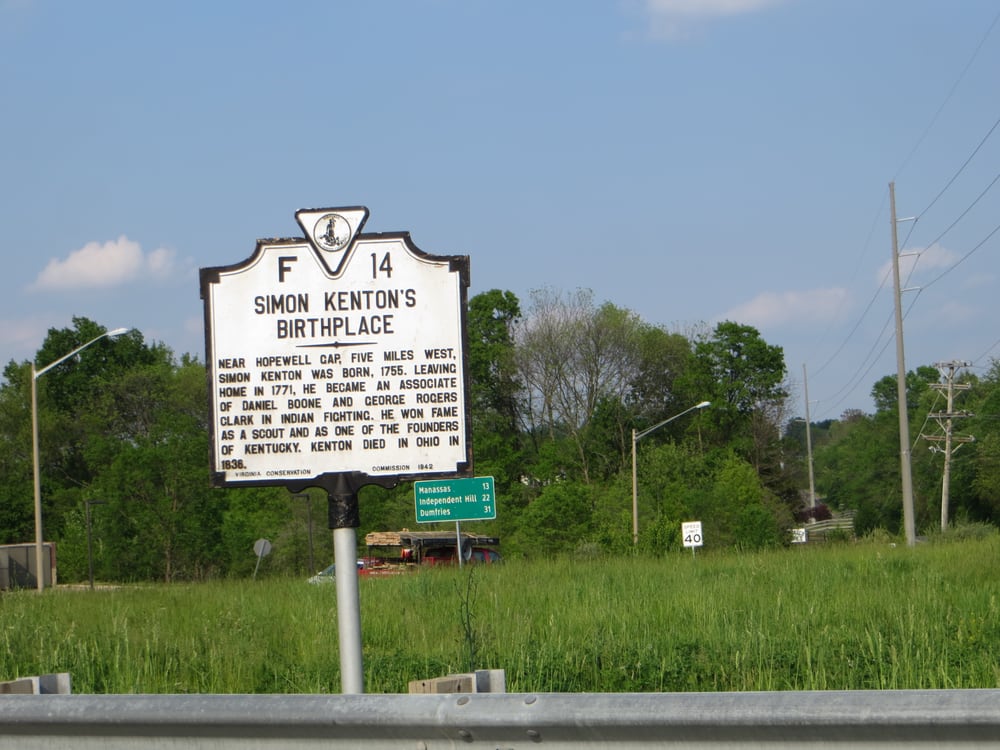 F 14
SIMON KENTON'S
BIRTHPLACE
NEAR HOPEWELL GAP, FIVE MILES WEST,
SIMON KENTON WAS BORN, 1755. LEAVING
HOME IN 1771, HE BECAME AN ASSOCIATE
OF DANIEL BOONE AND GEORGE ROGERS
CLARK IN INDIAN FIGHTING. HE WON FAME
AS A SCOUT AND AS ONE OF THE FOUNDERS
OF KENTUCKY. KENTON DIED IN OHIO IN
1836.
VIRGINIA CONSERVATION COMMISSION 1942
Manassas 13
Independent Hill 22
Dumfries 31
SPEED
LIMIT
40